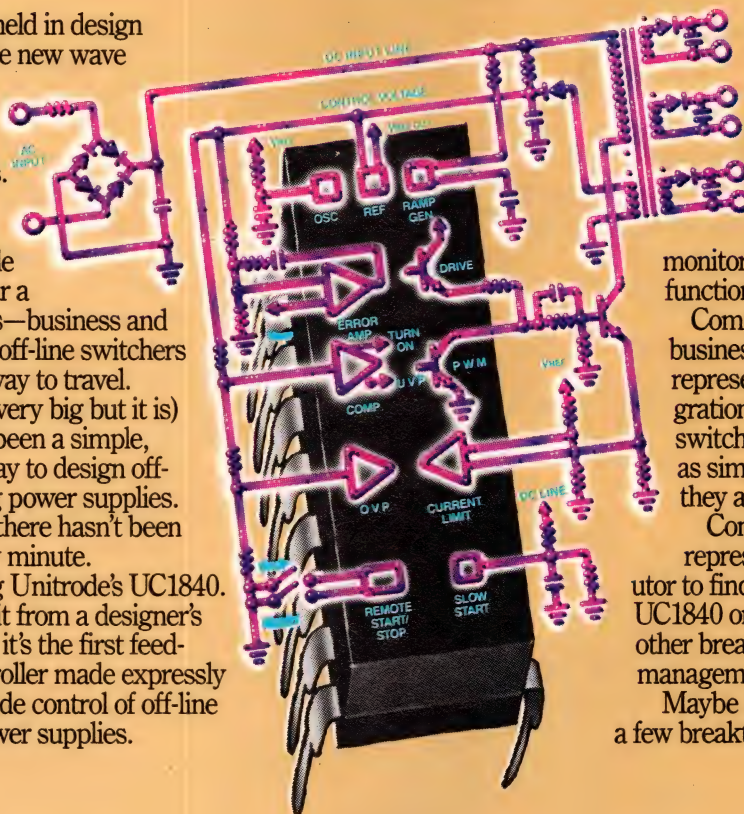 held in design
e new wave
s.
le
r a
s—business and
off-line switchers
way to travel.
very big but it is)
been a simple,
ay to design off-
g power supplies.
there hasn't been
y minute.
g Unitrode's UC1840.
it from a designer's
it's the first feed-
roller made expressly
de control of off-line
wer supplies.
DC INPUT LINE
CONTROL VOLTAGE
AC
INPUT
OSC
REF
RAMP
GEN
DRIVE
ERROR
AMP
TURN
ON
U V P
P W M
COMP.
O V P
CURRENT
LIMIT
DC LINE
REMOTE
START/
STOP
SLOW
START
monitor
function
Com
busines
represe
gration
switch
as sim
they a
Con
repres
utor to find
UC1840 or
other brea
managem
Maybe
a few breakt